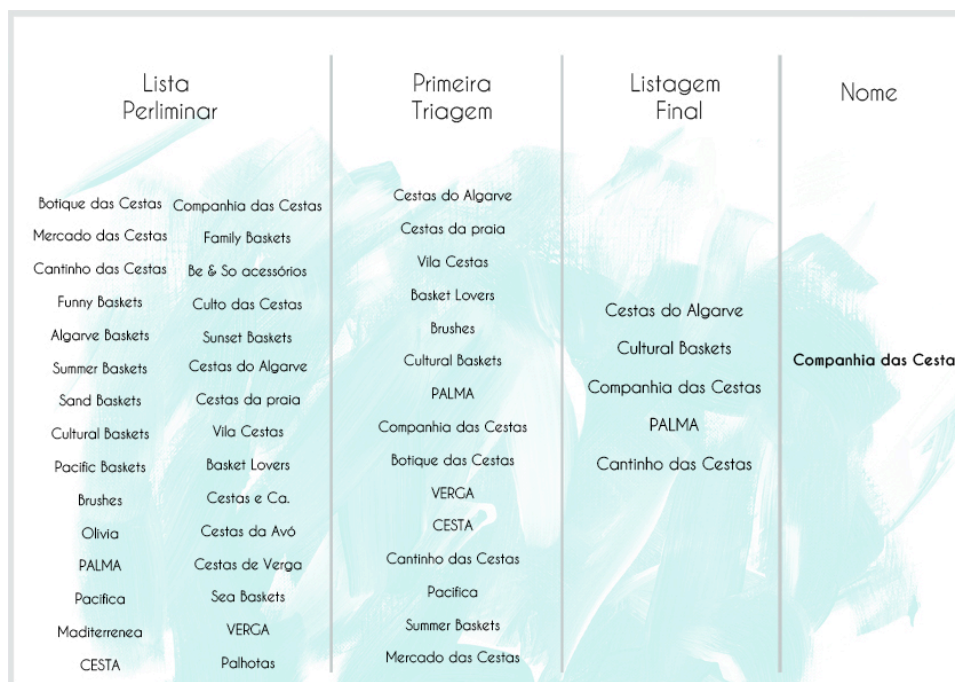 Lista
Perliminar
Botique das Cestas
Mercado das Cestas
Cantinho das Cestas
Funny Baskets
Algarve Baskets
Summer Baskets
Sand Baskets
Cultural Baskets
Pacific Baskets
Brushes
Olivia
PALMA
Pacifica
Maditerrenea
CESTA
Companhia das Cestas
Family Baskets
Be & So acessórios
Culto das Cestas
Sunset Baskets
Cestas do Algarve
Cestas da praia
Vila Cestas
Basket Lovers
Cestas e Ca.
Cestas da Avó
Cestas de Verga
Sea Baskets
VERGA
Palhotas
Primeira
Triagem
Cestas do Algarve
Cestas da praia
Vila Cestas
Basket Lovers
Brushes
Cultural Baskets
PALMA
Companhia das Cestas
Botique das Cestas
VERGA
CESTA
Cantinho das Cestas
Pacifica
Summer Baskets
Mercado das Cestas
Listagem
Final
Cestas do Algarve
Cultural Baskets
Companhia das Cestas
PALMA
Cantinho das Cestas
Nome
Companhia das Cesta